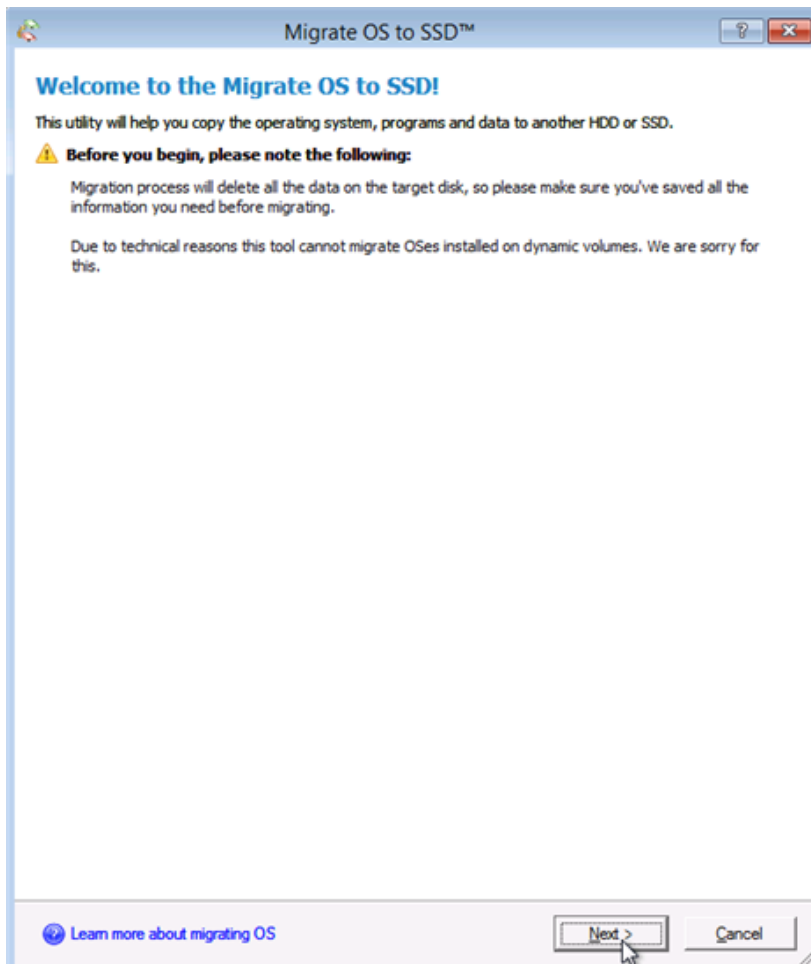 Migrate OS to SSD™
Welcome to the Migrate OS to SSD!
This utility will help you copy the operating system, programs and data to another HDD or SSD.
Before you begin, please note the following:
Migration process will delete all the data on the target disk, so please make sure you've saved all the
information you need before migrating.
Due to technical reasons this tool cannot migrate OSes installed on dynamic volumes. We are sorry for
this.
Learn more about migrating OS
Next >
Cancel